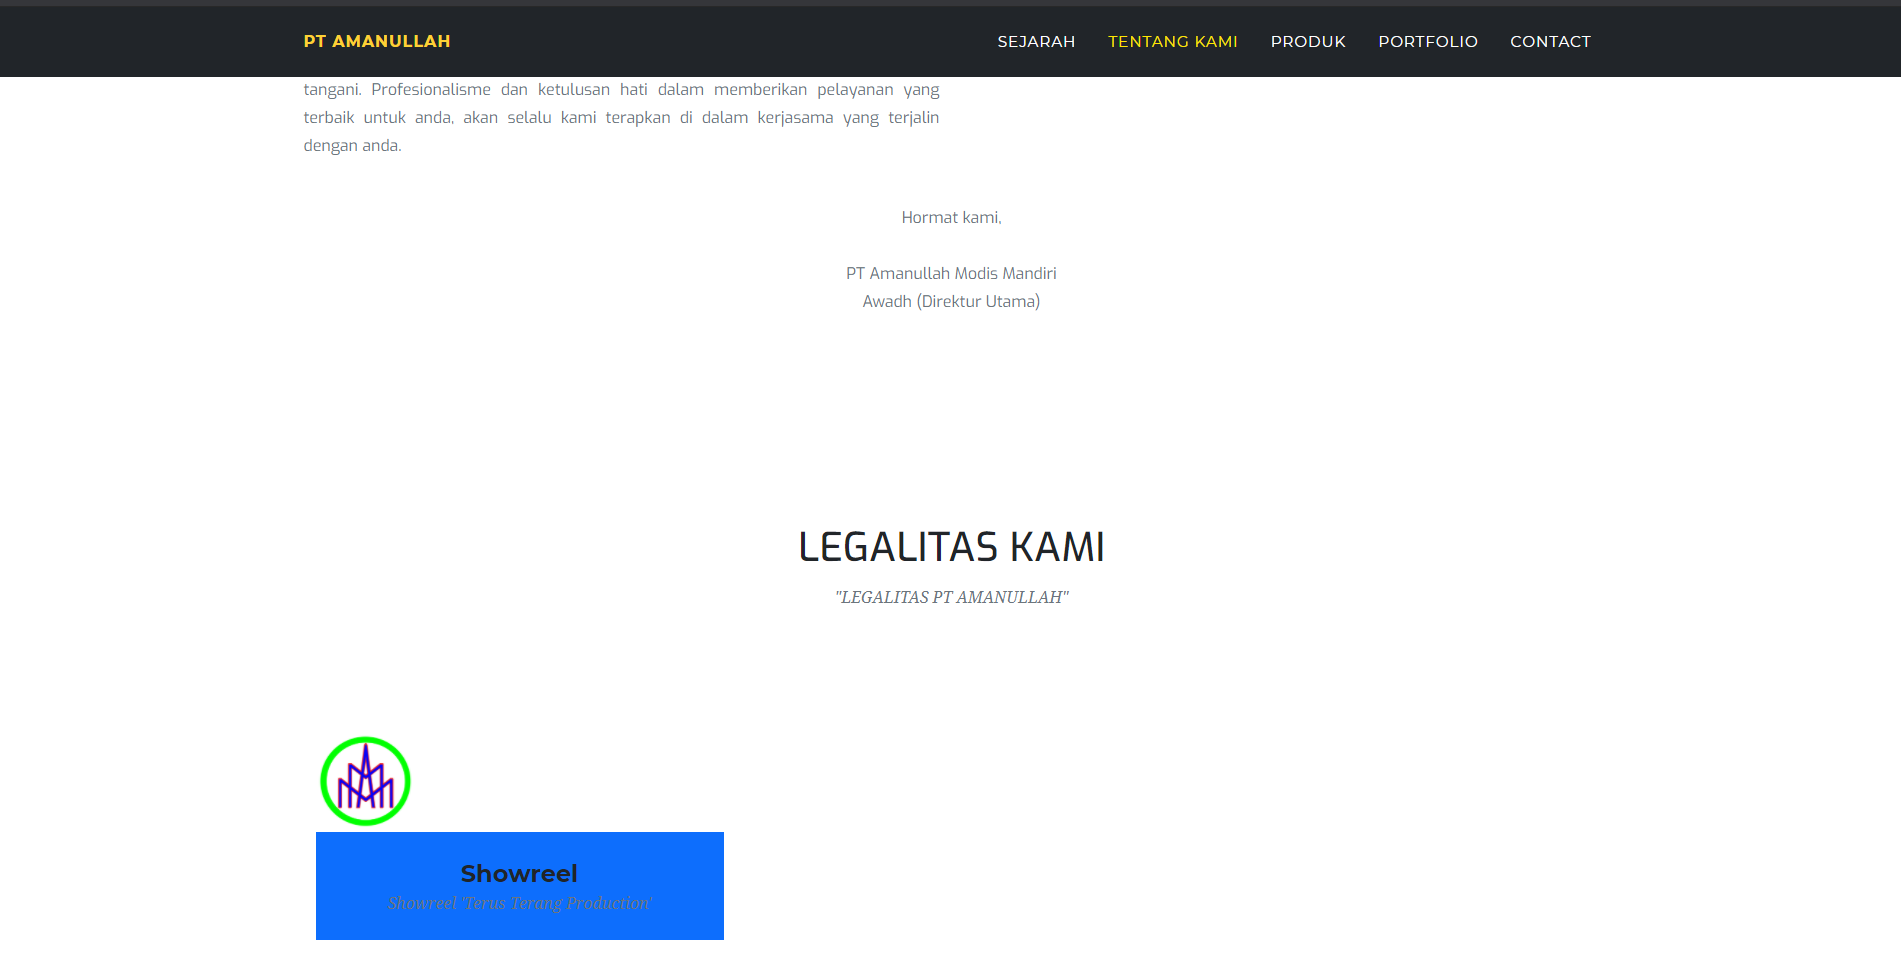 PT AMANULLAH
SEJARAH TENTANG KAMI PRODUK PORTFOLIO CONTACT
tangani. Profesionalisme dan ketulusan hati dalam memberikan pelayanan yang
terbaik untuk anda, akan selalu kami terapkan di dalam kerjasama yang terjalin
dengan anda.
Hormat kami,
PT Amanullah Modis Mandiri
Awadh (Direktur Utama)
LEGALITAS KAMI
"LEGALITAS PT AMANULLAH"
Showreel
Showreel 'Terus Terang Production'